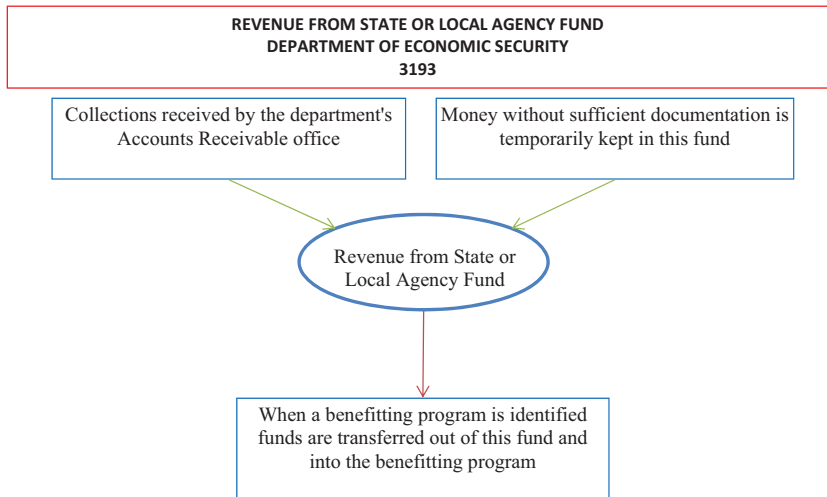 REVENUE FROM STATE OR LOCAL AGENCY FUND
DEPARTMENT OF ECONOMIC SECURITY
3193
Collections received by the department's
Accounts Receivable office
Money without sufficient documentation is
temporarily kept in this fund
Revenue from State or
Local Agency Fund
When a benefitting program is identified
funds are transferred out of this fund and
into the benefitting program